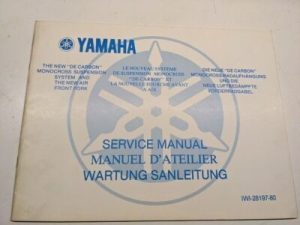 YAMAHA
THE NEW "DE CARBON"
MONOCROSS SUSPENSION
SYSTEM AND
THE NEW AIR
FRONT FORK
LE NOUVEAU SYSTEME
DE SUSPENSION MONOCROSS
"DE CARBON" ET
LA NOUVELLE FOURCHE AVANT
A AIR
DIE NEUE "DE CARBON"
MONOCROSS-RADAUFHÄNGUNG
UND DIE
NEUE LUFTGEDÄMPFTE
VORDERRADGABEL
SERVICE MANUAL
MANUEL D'ATELIER
WARTUNG SANLEITUNG
IWI-28197-80